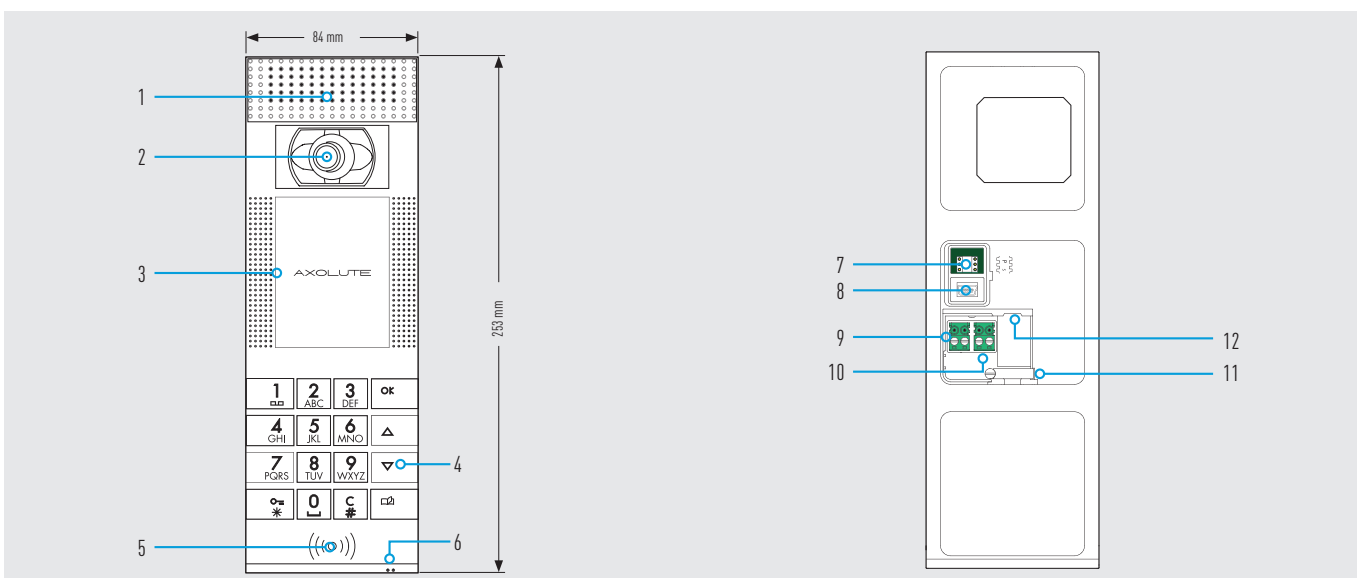 84 mm
1
2
3
AXOLUTE
253 mm
1 2 3 OK
ABC DEF
4 5 6
GHI JKL MNO
7 8 9
PQRS TUV WXYZ
4
0 C
* #
5
6
7
P S
8
9
10
12
11